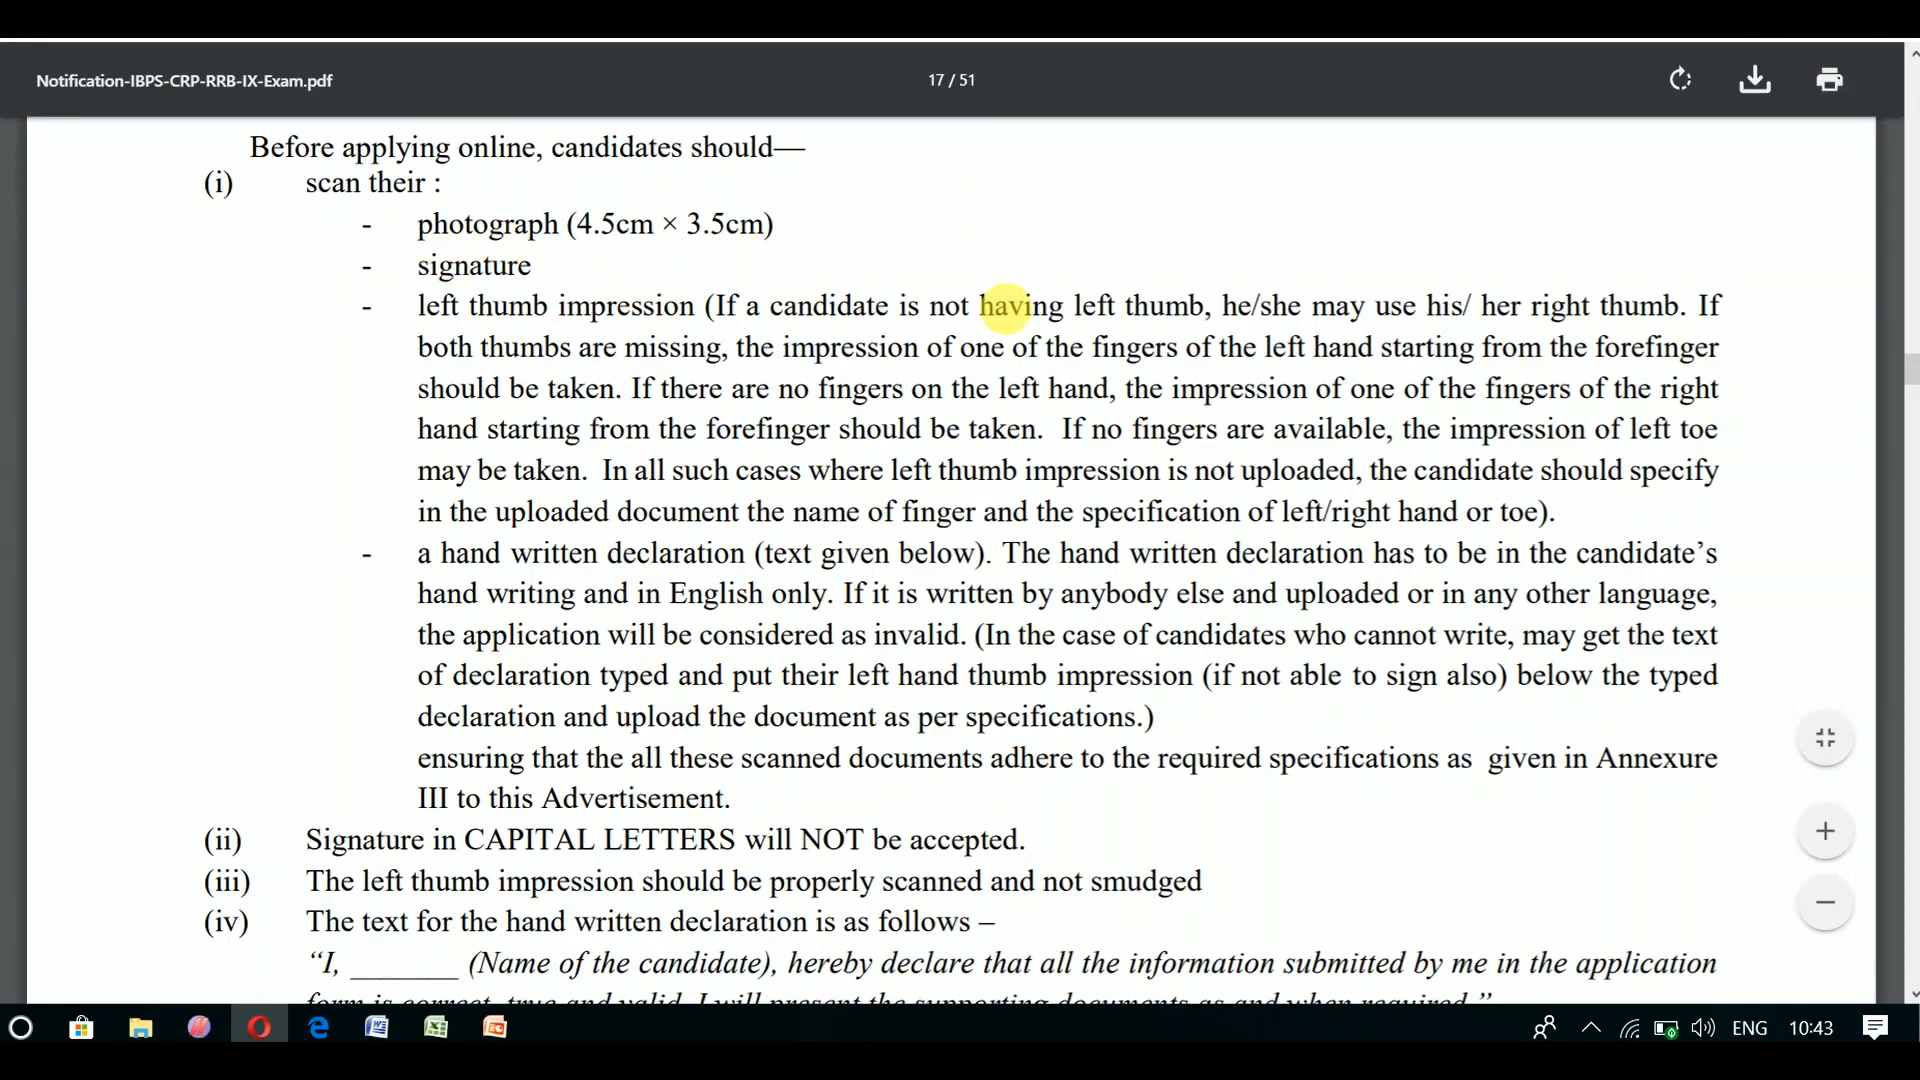 Notification-IBPS-CRP-RRB-IX-Exam.pdf
17 / 51
Before applying online, candidates should—
(i) scan their :
- photograph (4.5cm × 3.5cm)
- signature
- left thumb impression (If a candidate is not having left thumb, he/she may use his/ her right thumb. If
both thumbs are missing, the impression of one of the fingers of the left hand starting from the forefinger
should be taken. If there are no fingers on the left hand, the impression of one of the fingers of the right
hand starting from the forefinger should be taken. If no fingers are available, the impression of left toe
may be taken. In all such cases where left thumb impression is not uploaded, the candidate should specify
in the uploaded document the name of finger and the specification of left/right hand or toe).
- a hand written declaration (text given below). The hand written declaration has to be in the candidate’s
hand writing and in English only. If it is written by anybody else and uploaded or in any other language,
the application will be considered as invalid. (In the case of candidates who cannot write, may get the text
of declaration typed and put their left hand thumb impression (if not able to sign also) below the typed
declaration and upload the document as per specifications.)
ensuring that the all these scanned documents adhere to the required specifications as given in Annexure
III to this Advertisement.
(ii) Signature in CAPITAL LETTERS will NOT be accepted.
(iii) The left thumb impression should be properly scanned and not smudged
(iv) The text for the hand written declaration is as follows –
“I, _______ (Name of the candidate), hereby declare that all the information submitted by me in the application
form is correct, true and valid. I will present the supporting documents as and when required.”
ENG 10:43